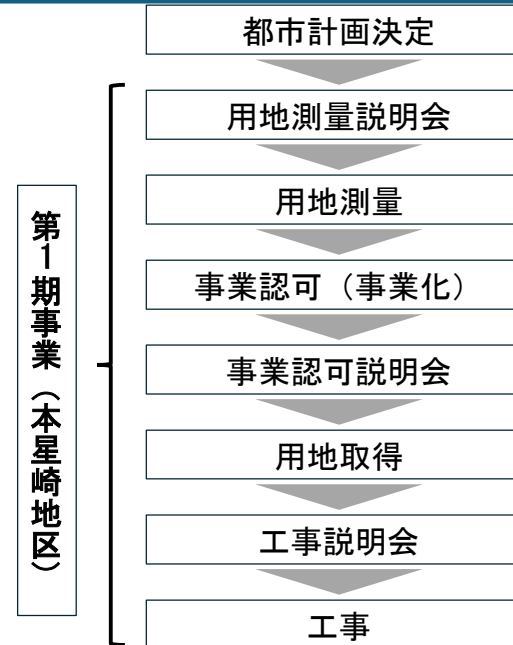 都市計画決定
用地測量説明会
用地測量
事業認可（事業化）
事業認可説明会
用地取得
工事説明会
工事
第1期事業（本星崎地区）